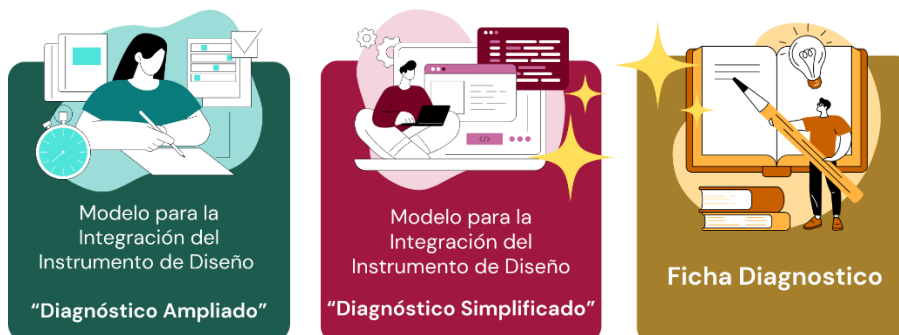 Modelo para la
Integración del
Instrumento de Diseño
“Diagnóstico Ampliado”
Modelo para la
Integración del
Instrumento de Diseño
“Diagnóstico Simplificado”
Ficha Diagnostico